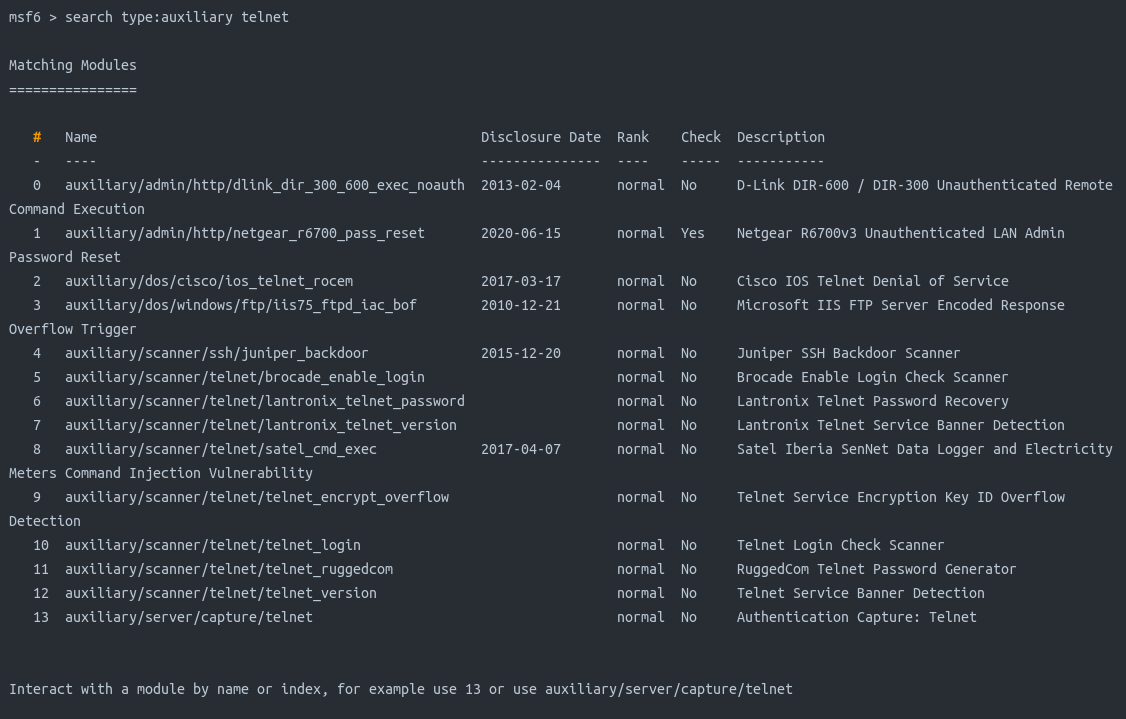 msf6 > search type:auxiliary telnet
Matching Modules
================
# Name Disclosure Date Rank Check Description
- ---- --------------- ---- ----- -----------
0 auxiliary/admin/http/dlink_dir_300_600_exec_noauth 2013-02-04 normal No D-Link DIR-600 / DIR-300 Unauthenticated Remote
Command Execution
1 auxiliary/admin/http/netgear_r6700_pass_reset 2020-06-15 normal Yes Netgear R6700v3 Unauthenticated LAN Admin
Password Reset
2 auxiliary/dos/cisco/ios_telnet_rocem 2017-03-17 normal No Cisco IOS Telnet Denial of Service
3 auxiliary/dos/windows/ftp/iis75_ftpd_iac_bof 2010-12-21 normal No Microsoft IIS FTP Server Encoded Response
Overflow Trigger
4 auxiliary/scanner/ssh/juniper_backdoor 2015-12-20 normal No Juniper SSH Backdoor Scanner
5 auxiliary/scanner/telnet/brocade_enable_login normal No Brocade Enable Login Check Scanner
6 auxiliary/scanner/telnet/lantronix_telnet_password normal No Lantronix Telnet Password Recovery
7 auxiliary/scanner/telnet/lantronix_telnet_version normal No Lantronix Telnet Service Banner Detection
8 auxiliary/scanner/telnet/satel_cmd_exec 2017-04-07 normal No Satel Iberia SenNet Data Logger and Electricity
Meters Command Injection Vulnerability
9 auxiliary/scanner/telnet/telnet_encrypt_overflow normal No Telnet Service Encryption Key ID Overflow
Detection
10 auxiliary/scanner/telnet/telnet_login normal No Telnet Login Check Scanner
11 auxiliary/scanner/telnet/telnet_ruggedcom normal No RuggedCom Telnet Password Generator
12 auxiliary/scanner/telnet/telnet_version normal No Telnet Service Banner Detection
13 auxiliary/server/capture/telnet normal No Authentication Capture: Telnet
Interact with a module by name or index, for example use 13 or use auxiliary/server/capture/telnet